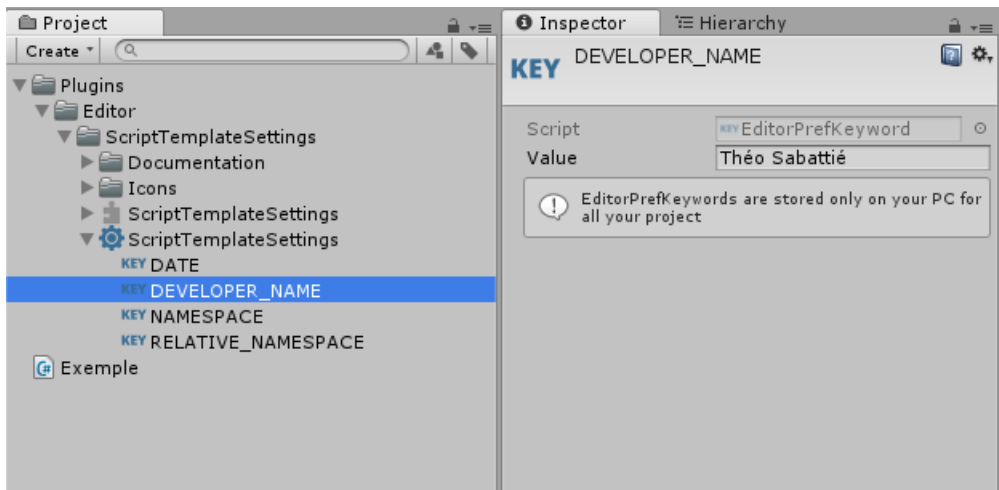 Project
Create
Plugins
Editor
ScriptTemplateSettings
Documentation
Icons
ScriptTemplateSettings
ScriptTemplateSettings
KEY DATE
KEY DEVELOPER_NAME
KEY NAMESPACE
KEY RELATIVE_NAMESPACE
Exemple
Inspector Hierarchy
KEY DEVELOPER_NAME
Script KEY EditorPrefKeyword
Value Théo Sabattié
EditorPrefKeywords are stored only on your PC for
all your project